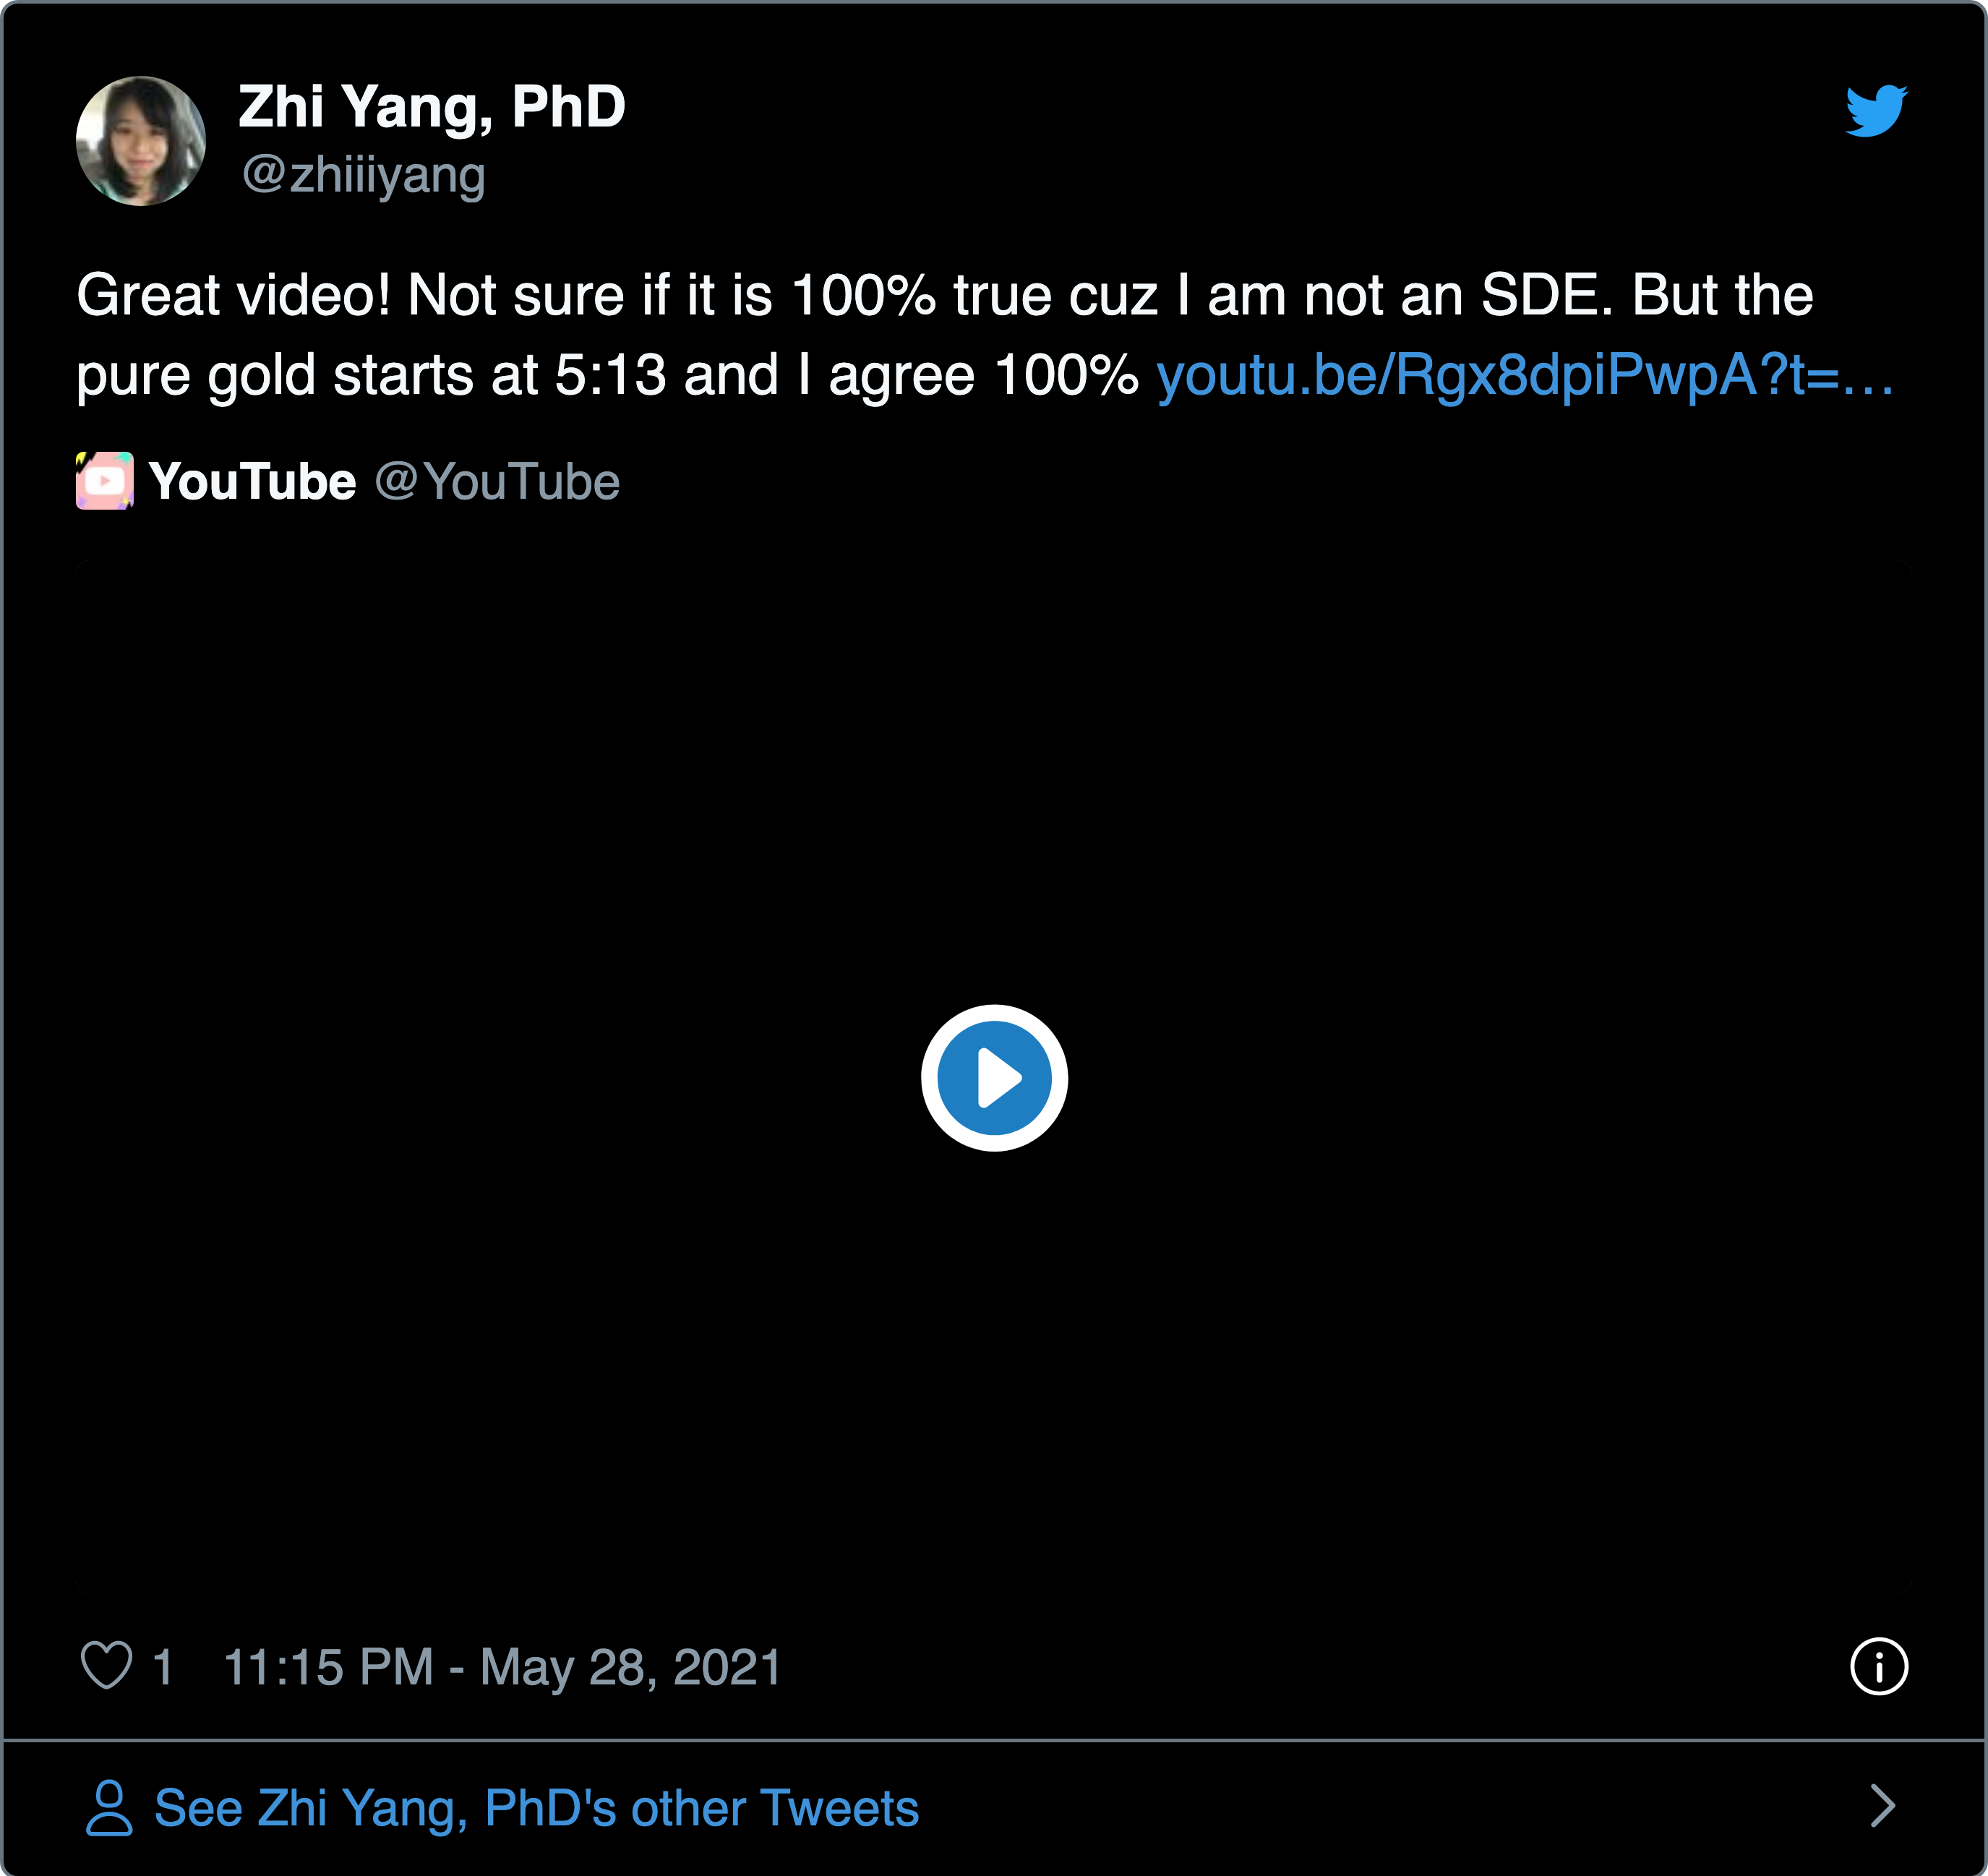 Zhi Yang, PhD
@zhiiiyang
Great video! Not sure if it is 100% true cuz I am not an SDE. But the
pure gold starts at 5:13 and I agree 100% youtu.be/Rgx8dpiPwpA?t=…
YouTube @YouTube
1 11:15 PM - May 28, 2021
See Zhi Yang, PhD's other Tweets